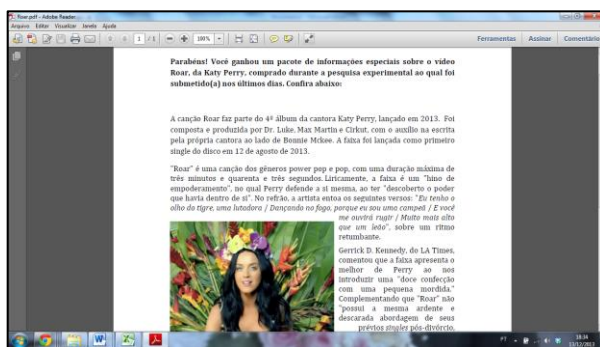 Roar.pdf - Adobe Reader
Arquivo Editar Visualizar Janela Ajuda
1 / 1 100%
Ferramentas Assinar Comentário
Parabéns! Você ganhou um pacote de informações especiais sobre o vídeo
Roar, da Katy Perry, comprado durante a pesquisa experimental ao qual foi
submetido(a) nos últimos dias. Confira abaixo:
A canção Roar faz parte do 4º álbum da cantora Katy Perry, lançado em 2013. Foi
composta e produzida por Dr. Luke, Max Martin e Cirkut, com o auxílio na escrita
pela própria cantora ao lado de Bonnie Mckee. A faixa foi lançada como primeiro
single do disco em 12 de agosto de 2013.
"Roar" é uma canção dos gêneros power pop e pop, com uma duração máxima de
três minutos e quarenta e três segundos. Liricamente, a faixa é um "hino de
empoderamento", no qual Perry defende a si mesma, ao ter "descoberto o poder
que havia dentro de si". No refrão, a artista entoa os seguintes versos: "Eu tenho o
olho da tigre, uma lutadora / Dançando no fogo, porque eu sou uma campeã / E você
me ouvirá rugir / Muito mais alto
que um leão", sobre um ritmo
retumbante.
Gerrick D. Kennedy, do LA Times,
comentou que a faixa apresenta o
melhor de Perry ao nos
introduzir uma "doce confecção
com uma pequena mordida."
Complementando que "Roar" não
"possui a mesma ardente e
descarada abordagem de seus
prévios singles pós-divórcio,
PT
18:34
13/12/2013